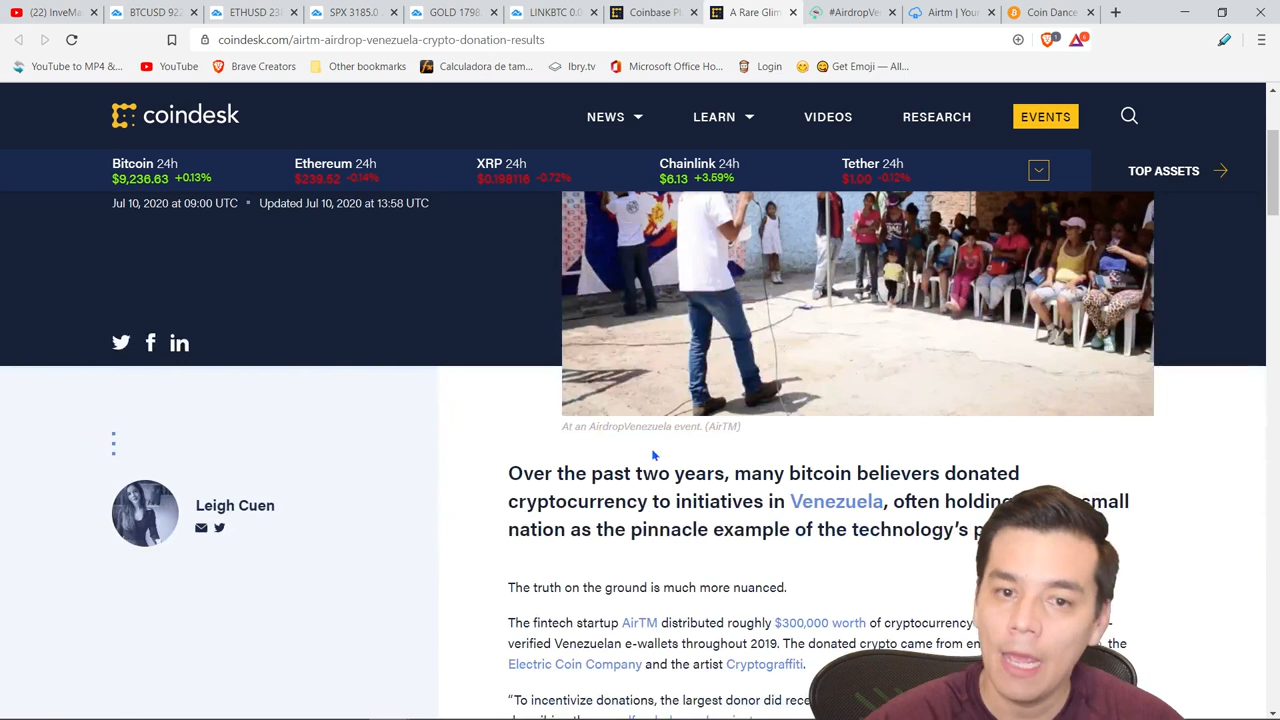 (22) InveMa
BTCUSD 92
ETHUSD 23
SPX 3185.0
GOLD 1798.
LINKBTC 0.0
Coinbase Pl
A Rare Glim
#AirdropVe
Airtm | You
Coin Dance
coindesk.com/airtm-airdrop-venezuela-crypto-donation-results
YouTube to MP4 &...
YouTube
Brave Creators
Other bookmarks
Calculadora de tam...
lbry.tv
Microsoft Office Ho...
Login
Get Emoji — All...
coindesk
NEWS
LEARN
VIDEOS
RESEARCH
EVENTS
Bitcoin 24h
$9,236.63 +0.13%
Ethereum 24h
$239.52 -0.14%
XRP 24h
$0.198116 -0.72%
Chainlink 24h
$6.13 +3.59%
Tether 24h
$1.00 -0.12%
TOP ASSETS
Jul 10, 2020 at 09:00 UTC • Updated Jul 10, 2020 at 13:58 UTC
At an AirdropVenezuela event. (AirTM)
Leigh Cuen
Over the past two years, many bitcoin believers donated
cryptocurrency to initiatives in Venezuela, often holding small
nation as the pinnacle example of the technology's
The truth on the ground is much more nuanced.
The fintech startup AirTM distributed roughly $300,000 worth of cryptocurrency
verified Venezuelan e-wallets throughout 2019. The donated crypto came from the
Electric Coin Company and the artist Cryptograffiti.
"To incentivize donations, the largest donor did